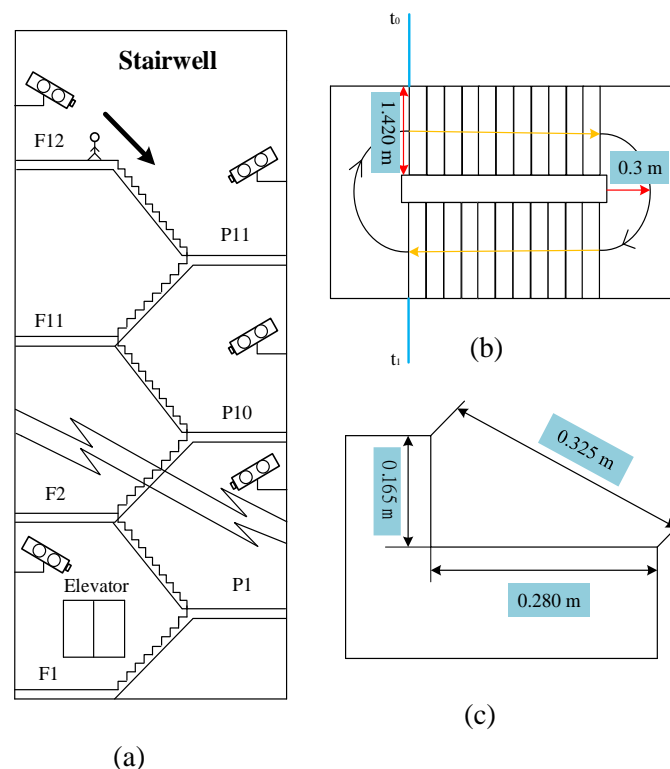 Stairwell
F12
P11
F11
P10
F2
P1
Elevator
F1
(a)
t₀
1.420 m
0.3 m
t₁
(b)
0.325 m
0.165 m
0.280 m
(c)